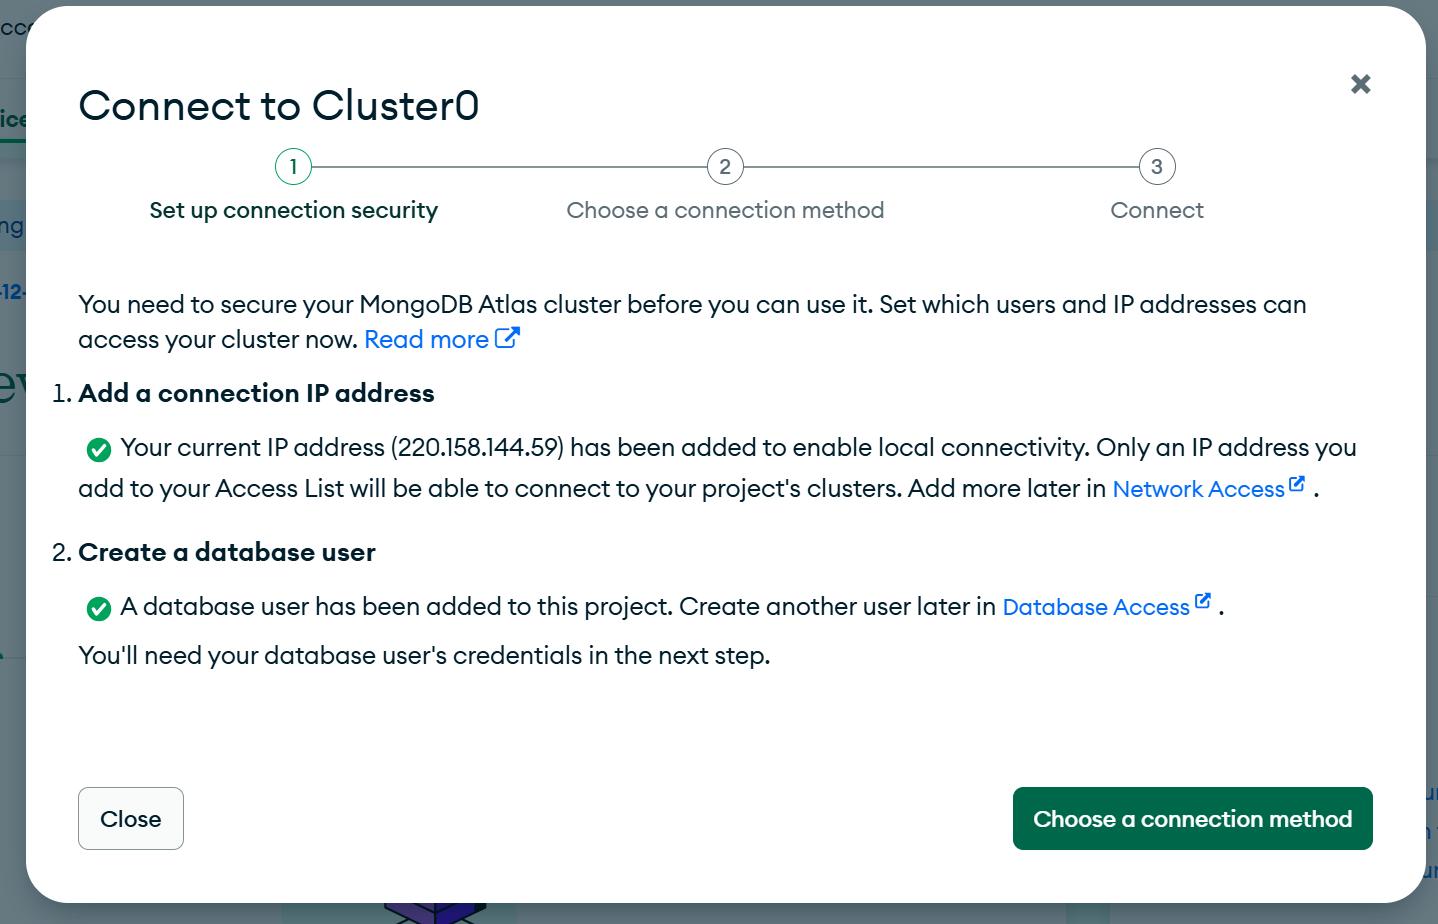 Connect to Cluster0
1
2
3
Set up connection security
Choose a connection method
Connect
You need to secure your MongoDB Atlas cluster before you can use it. Set which users and IP addresses can
access your cluster now. Read more
1. Add a connection IP address
Your current IP address (220.158.144.59) has been added to enable local connectivity. Only an IP address you
add to your Access List will be able to connect to your project's clusters. Add more later in Network Access .
2. Create a database user
A database user has been added to this project. Create another user later in Database Access .
You'll need your database user's credentials in the next step.
Close
Choose a connection method